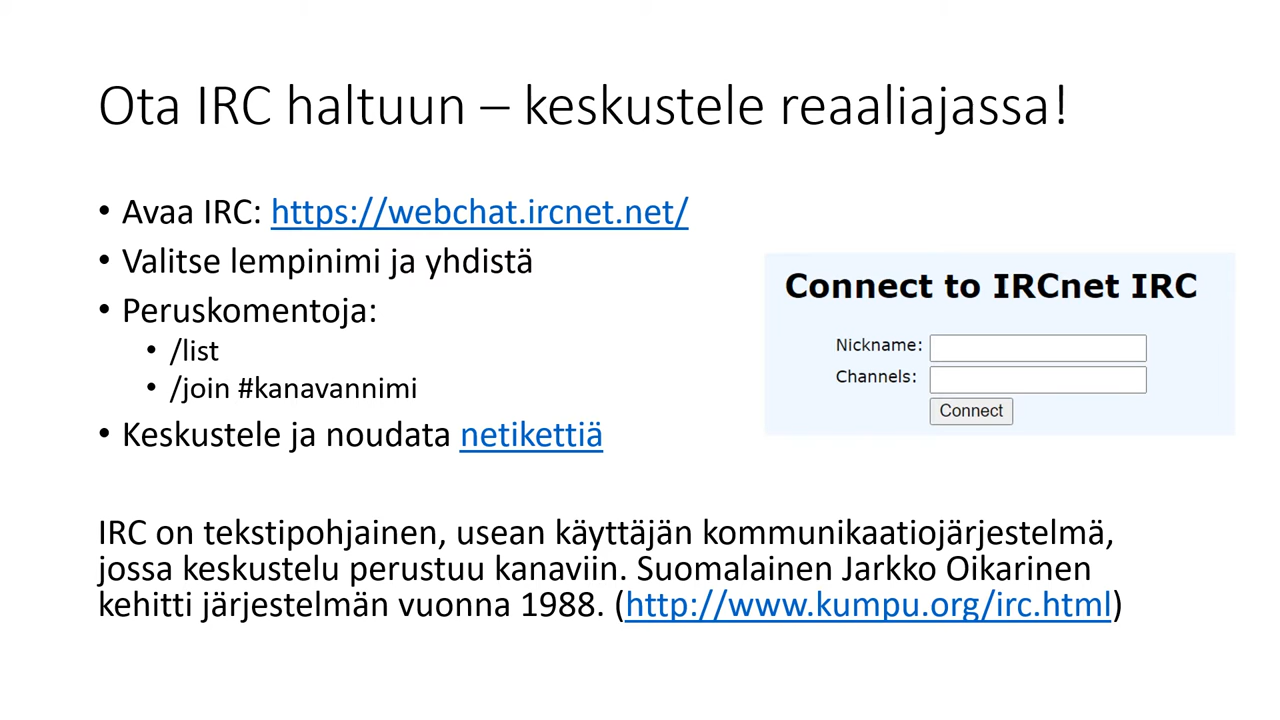 Ota IRC haltuun – keskustele reaaliajassa!
• Avaa IRC: https://webchat.ircnet.net/
• Valitse lempinimi ja yhdistä
• Peruskomentoja:
• /list
• /join #kanavannimi
• Keskustele ja noudata netikettiä
Connect to IRCnet IRC
Nickname:
Channels:
Connect
IRC on tekstipohjainen, usean käyttäjän kommunikaatiojärjestelmä,
jossa keskustelu perustuu kanaviin. Suomalainen Jarkko Oikarinen
kehitti järjestelmän vuonna 1988. (http://www.kumpu.org/irc.html)